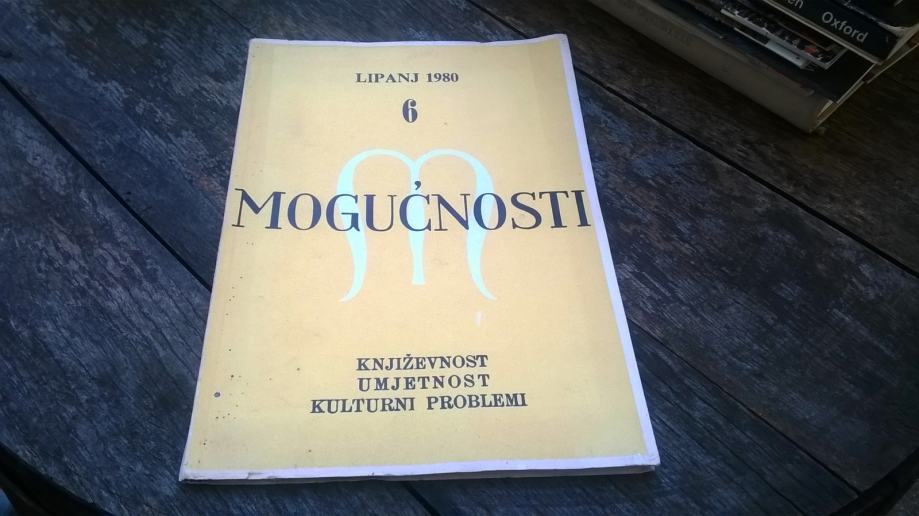 LIPANJ 1980
6
MOGUĆNOSTI
KNJIŽEVNOST
UMJETNOST
KULTURNI PROBLEMI
Oxford